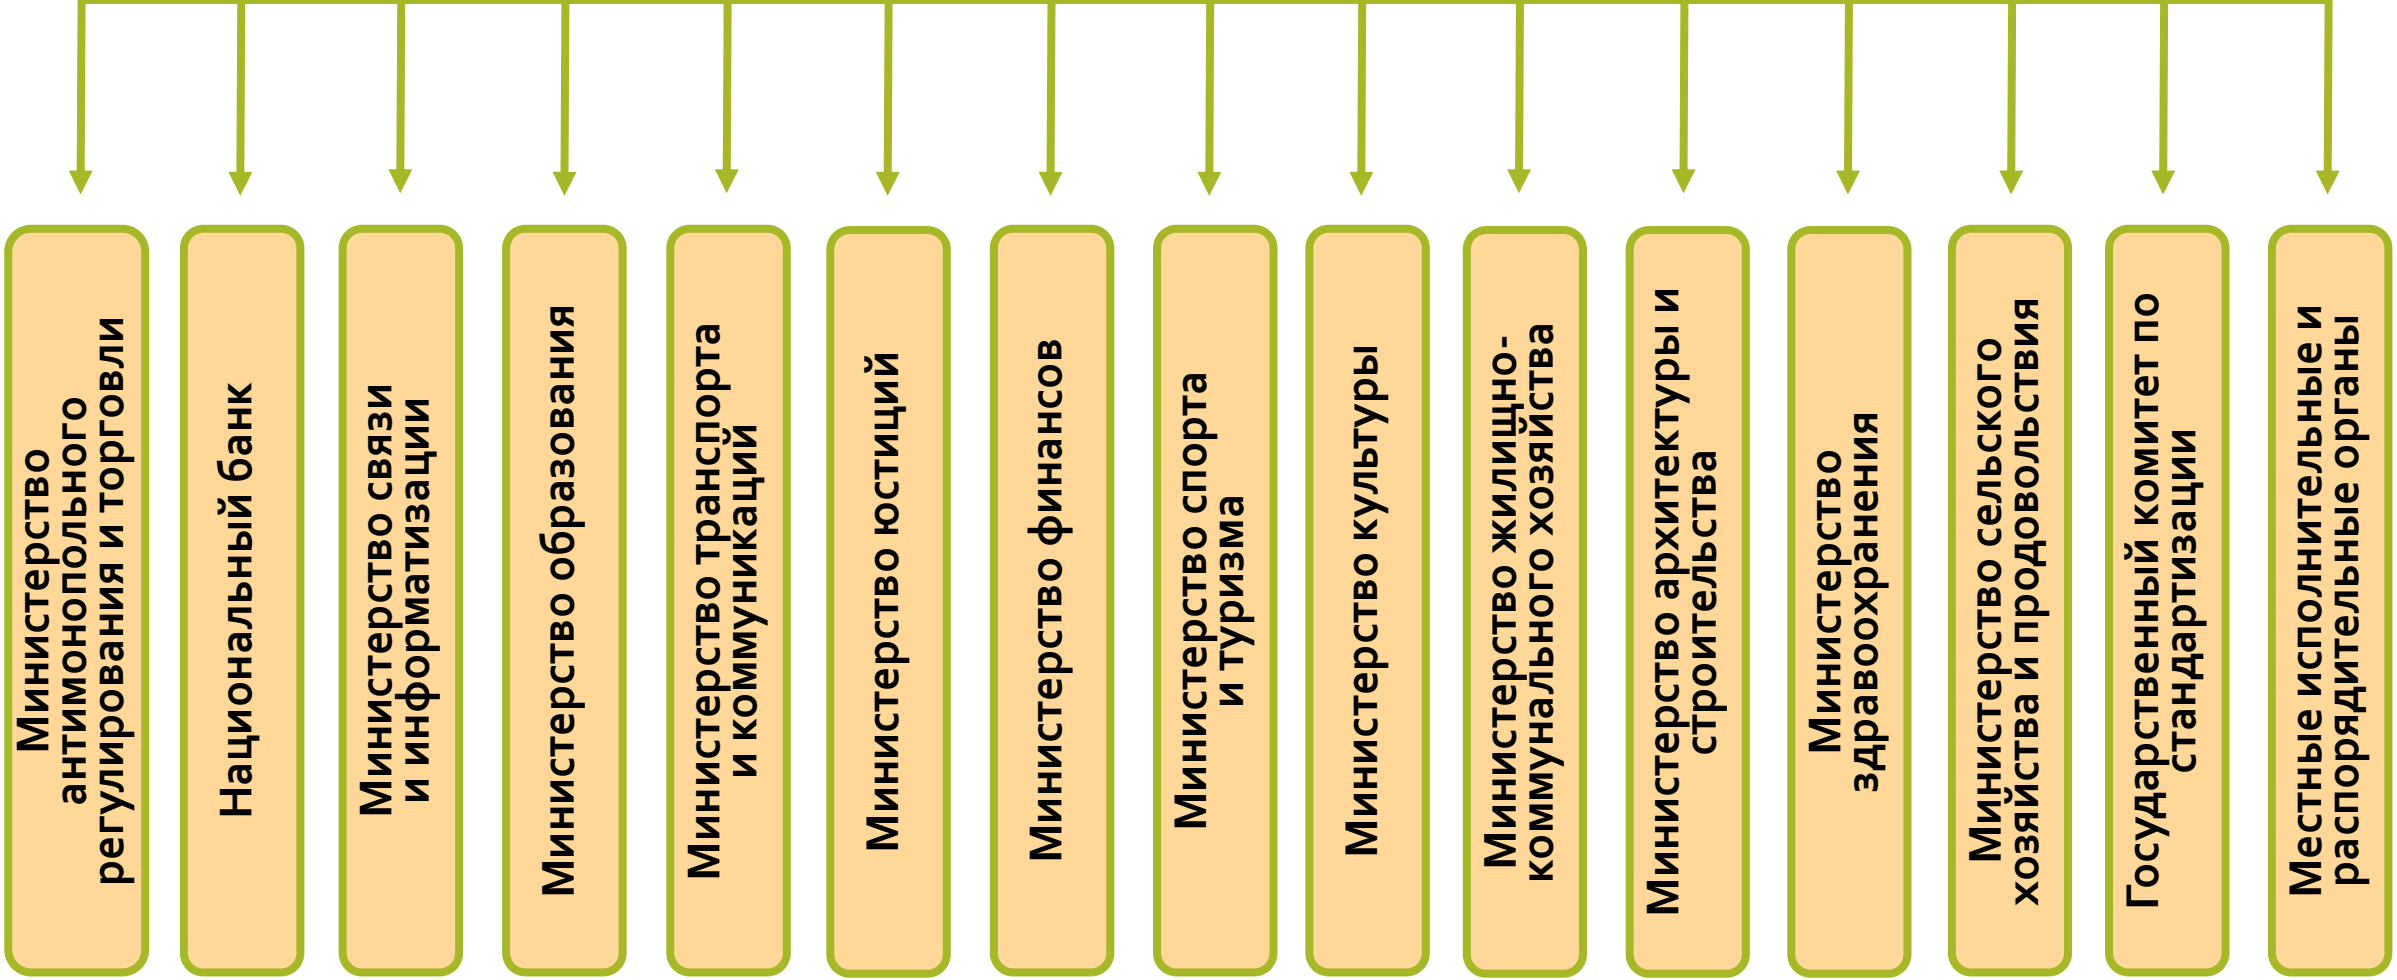 Министерство
антимонопольного
регулирования и торговли
Национальный банк
Министерство связи
и информатизации
Министерство образования
Министерство транспорта
и коммуникаций
Министерство юстиций
Министерство финансов
Министерство спорта
и туризма
Министерство культуры
Министерство жилищно-
коммунального хозяйства
Министерство архитектуры и
строительства
Министерство
здравоохранения
Министерство сельского
хозяйства и продовольствия
Государственный комитет по
стандартизации
Местные исполнительные и
распорядительные органы